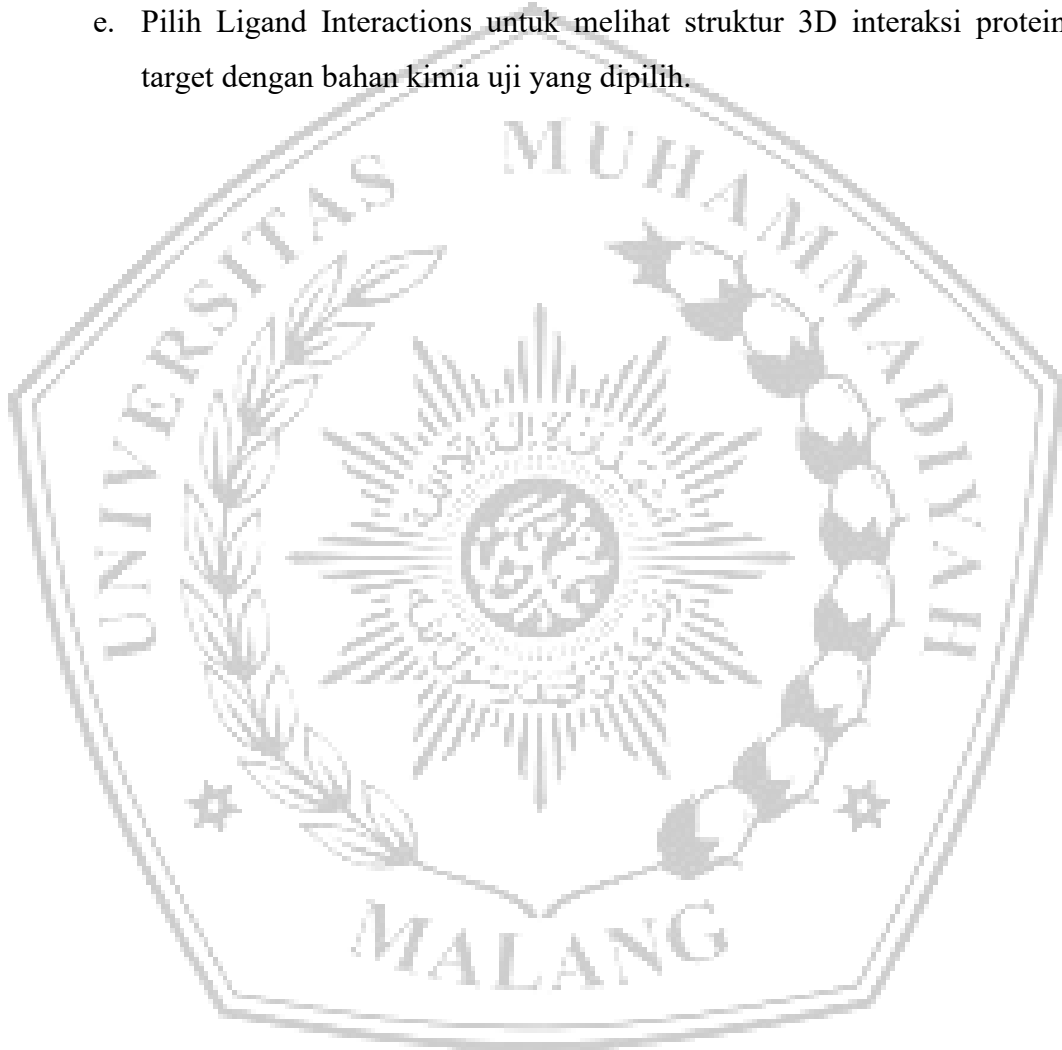 e. Pilih Ligand Interactions untuk melihat struktur 3D interaksi protein
target dengan bahan kimia uji yang dipilih.
UNIVERSITAS MUHAMMADIYAH
MALANG